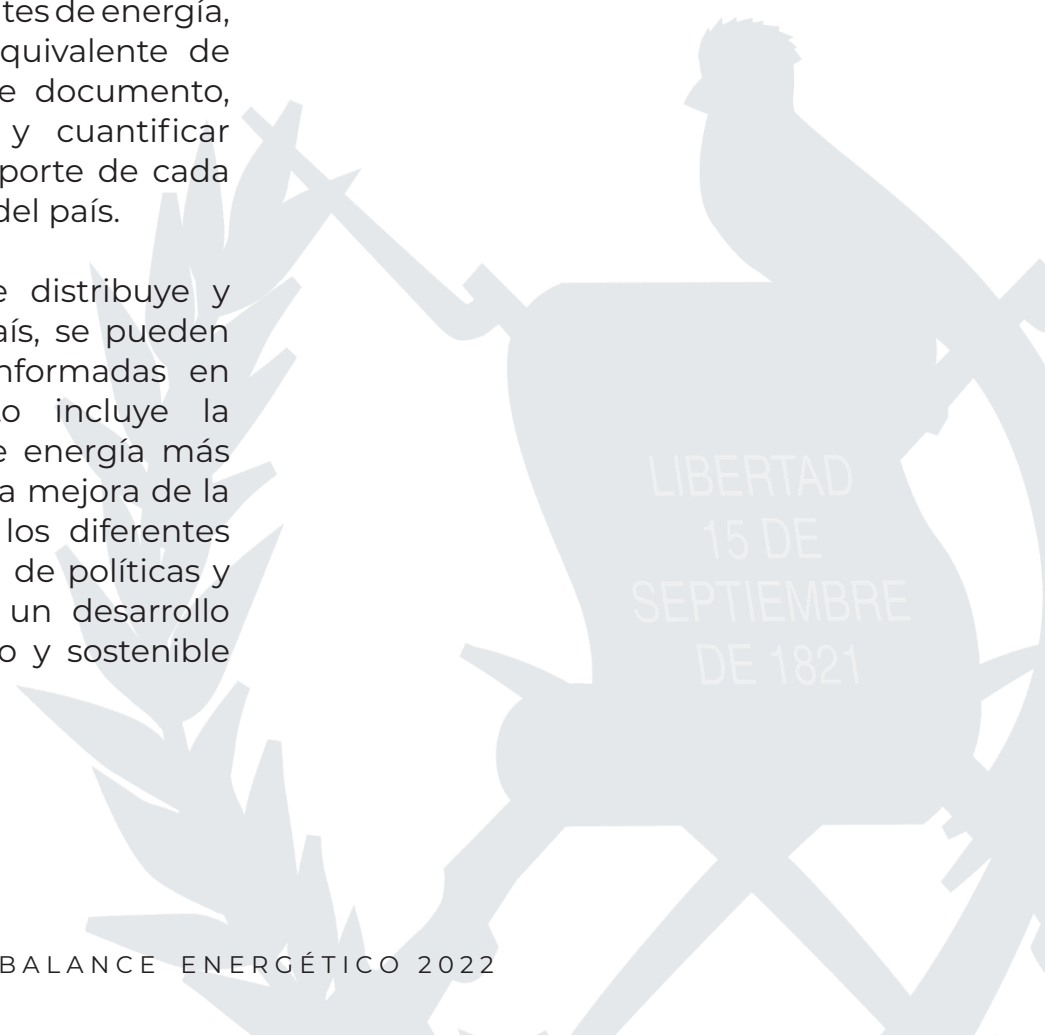 tes de energía,
quivalente de
e documento,
y cuantificar
porte de cada
del país.
e distribuye y
aís, se pueden
nformadas en
o incluye la
e energía más
a mejora de la
los diferentes
de políticas y
un desarrollo
o y sostenible
LIBERTAD
15 DE
SEPTIEMBRE
DE 1821
BALANCE ENERGÉTICO 2022